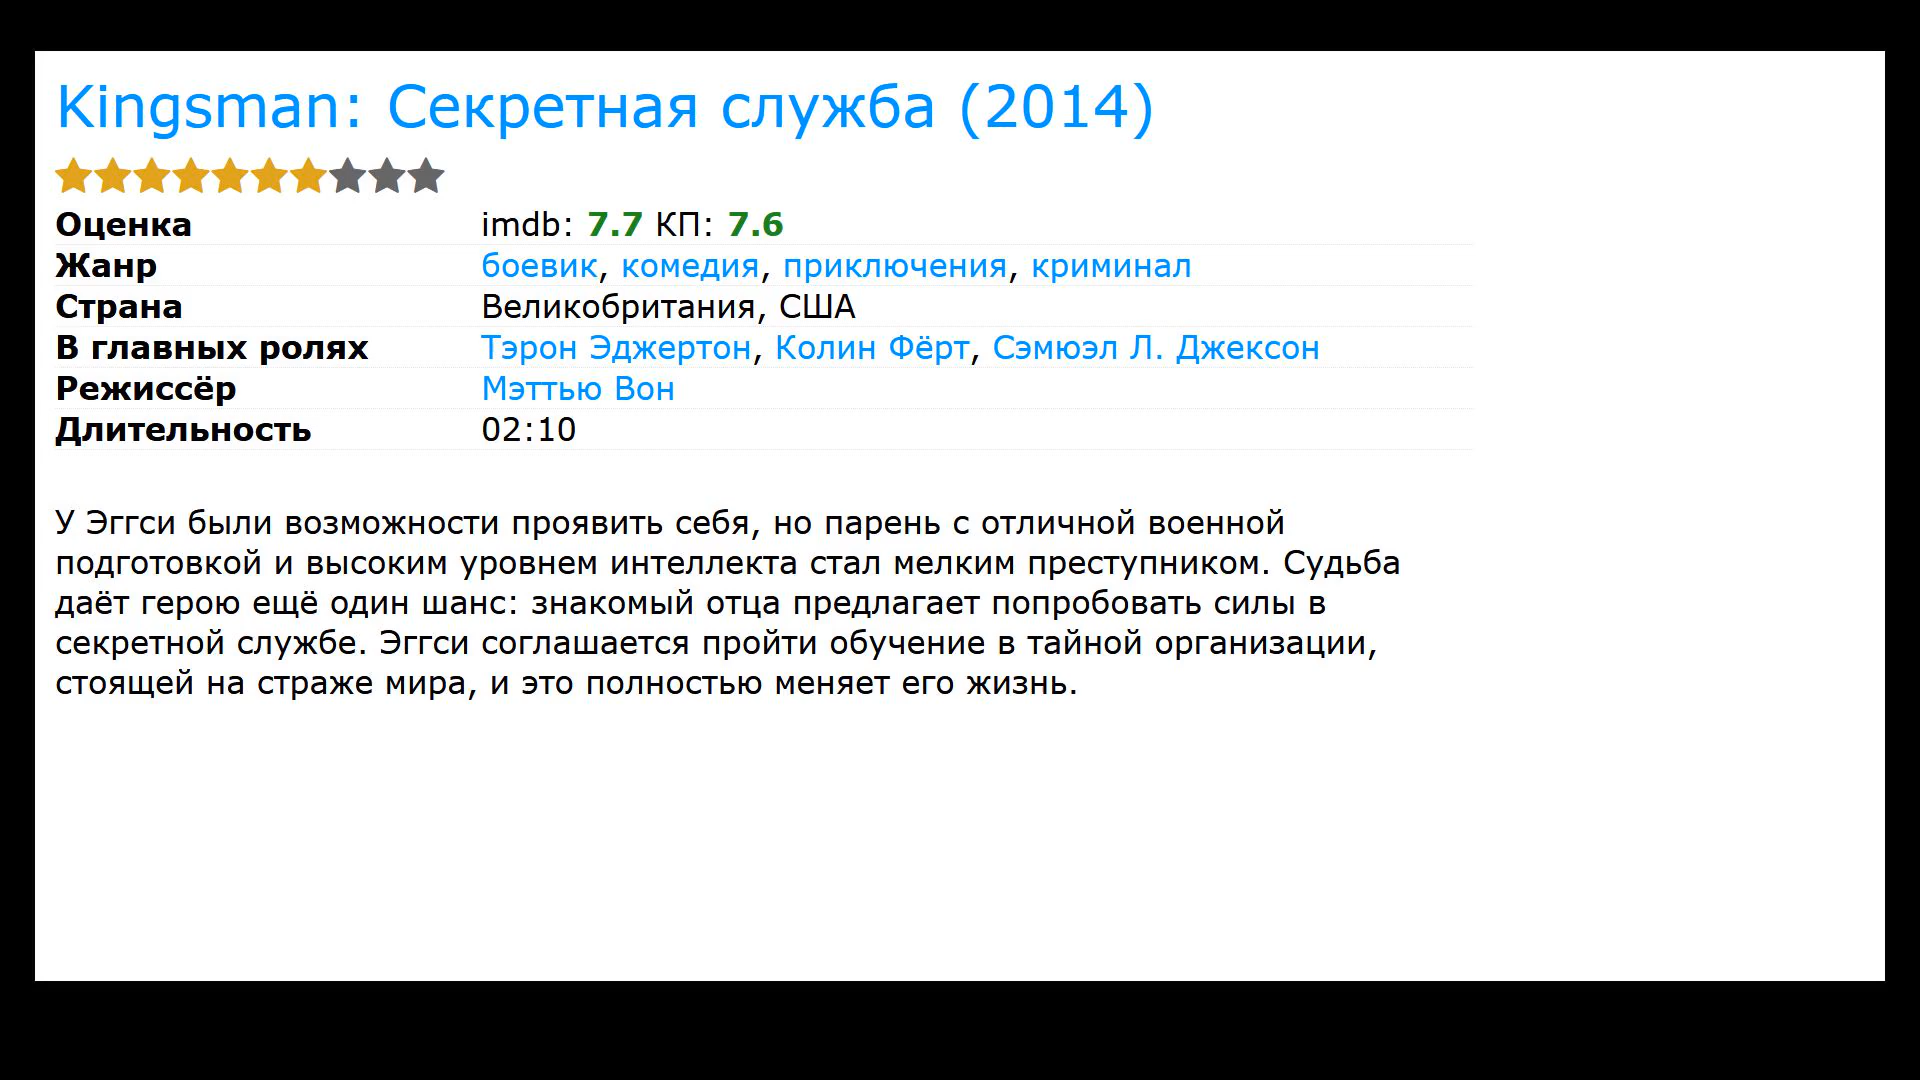 Kingsman: Секретная служба (2014)
Оценка imdb: 7.7 КП: 7.6
Жанр боевик, комедия, приключения, криминал
Страна Великобритания, США
В главных ролях Тэрон Эджертон, Колин Фёрт, Сэмюэл Л. Джексон
Режиссёр Мэттью Вон
Длительность 02:10
У Эггси были возможности проявить себя, но парень с отличной военной
подготовкой и высоким уровнем интеллекта стал мелким преступником. Судьба
даёт герою ещё один шанс: знакомый отца предлагает попробовать силы в
секретной службе. Эггси соглашается пройти обучение в тайной организации,
стоящей на страже мира, и это полностью меняет его жизнь.